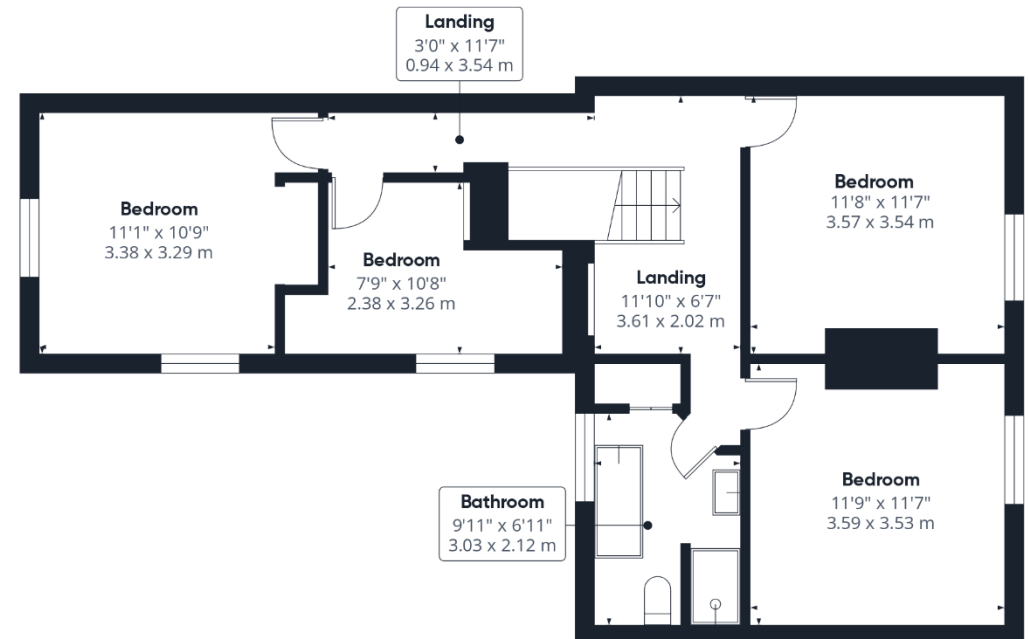 Landing
3'0" x 11'7"
0.94 x 3.54 m
Bedroom
11'1" x 10'9"
3.38 x 3.29 m
Bedroom
7'9" x 10'8"
2.38 x 3.26 m
Bedroom
11'8" x 11'7"
3.57 x 3.54 m
Landing
11'10" x 6'7"
3.61 x 2.02 m
Bathroom
9'11" x 6'11"
3.03 x 2.12 m
Bedroom
11'9" x 11'7"
3.59 x 3.53 m